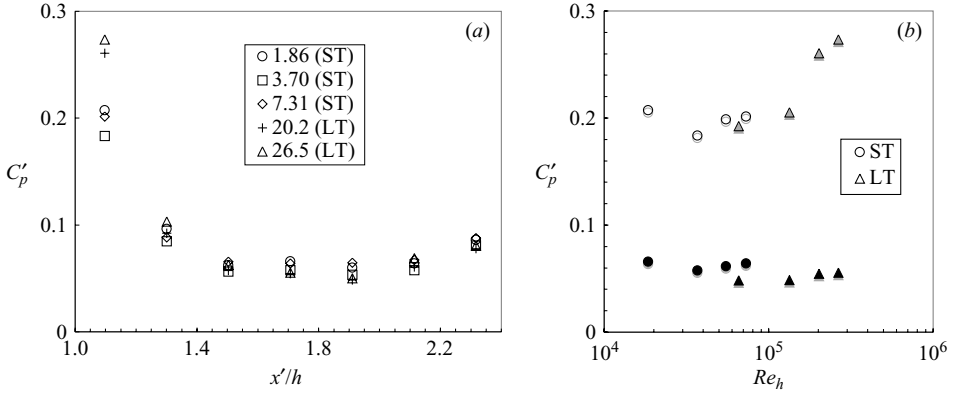 0.3
0.2
0.1
0
C′p
1.0
1.4
1.8
2.2
x′/h
(a)
1.86 (ST)
3.70 (ST)
7.31 (ST)
20.2 (LT)
26.5 (LT)
0.3
0.2
0.1
0
C′p
10⁴
10⁵
10⁶
Reh
(b)
ST
LT